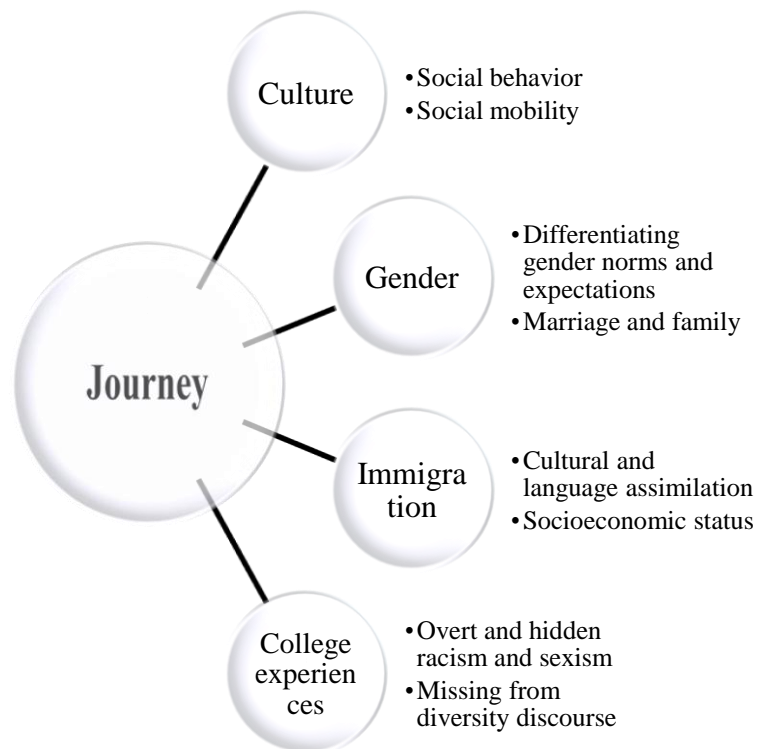 Culture
•Social behavior
•Social mobility
Gender
•Differentiating
gender norms and
expectations
•Marriage and family
Journey
Immigra
tion
•Cultural and
language assimilation
•Socioeconomic status
College
experien
ces
•Overt and hidden
racism and sexism
•Missing from
diversity discourse